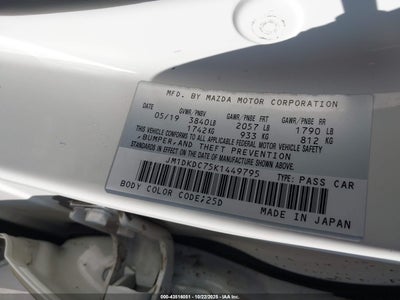 MFD. BY MAZDA MOTOR CORPORATION
GVWR/PNBV GAWR/PNBE FRT GAWR/PNBE RR
05/19 3840LB 2057 LB 1790 LB
1742KG 933 KG 812 KG
THIS VEHICLE CONFORMS TO ALL APPLICABLE FEDERAL MOTOR VEHICLE SAFETY
,BUMPER,AND THEFT PREVENTION
STANDARDS IN EFFECT ON THE DATE OF MANUFACTURE SHOWN ABOVE.
JM1DKDC75K1449795 TYPE: PASS CAR
BODY COLOR CODE;25D
MADE IN JAPAN
000-43516051 - 10/22/2025 - IAA, Inc.